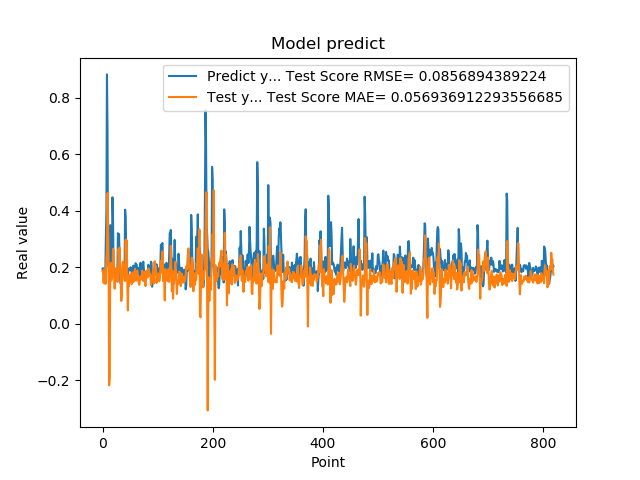 Model predict
Predict y... Test Score RMSE= 0.0856894389224
Test y... Test Score MAE= 0.056936912293556685
Real value
0.8
0.6
0.4
0.2
0.0
−0.2
0 200 400 600 800
Point